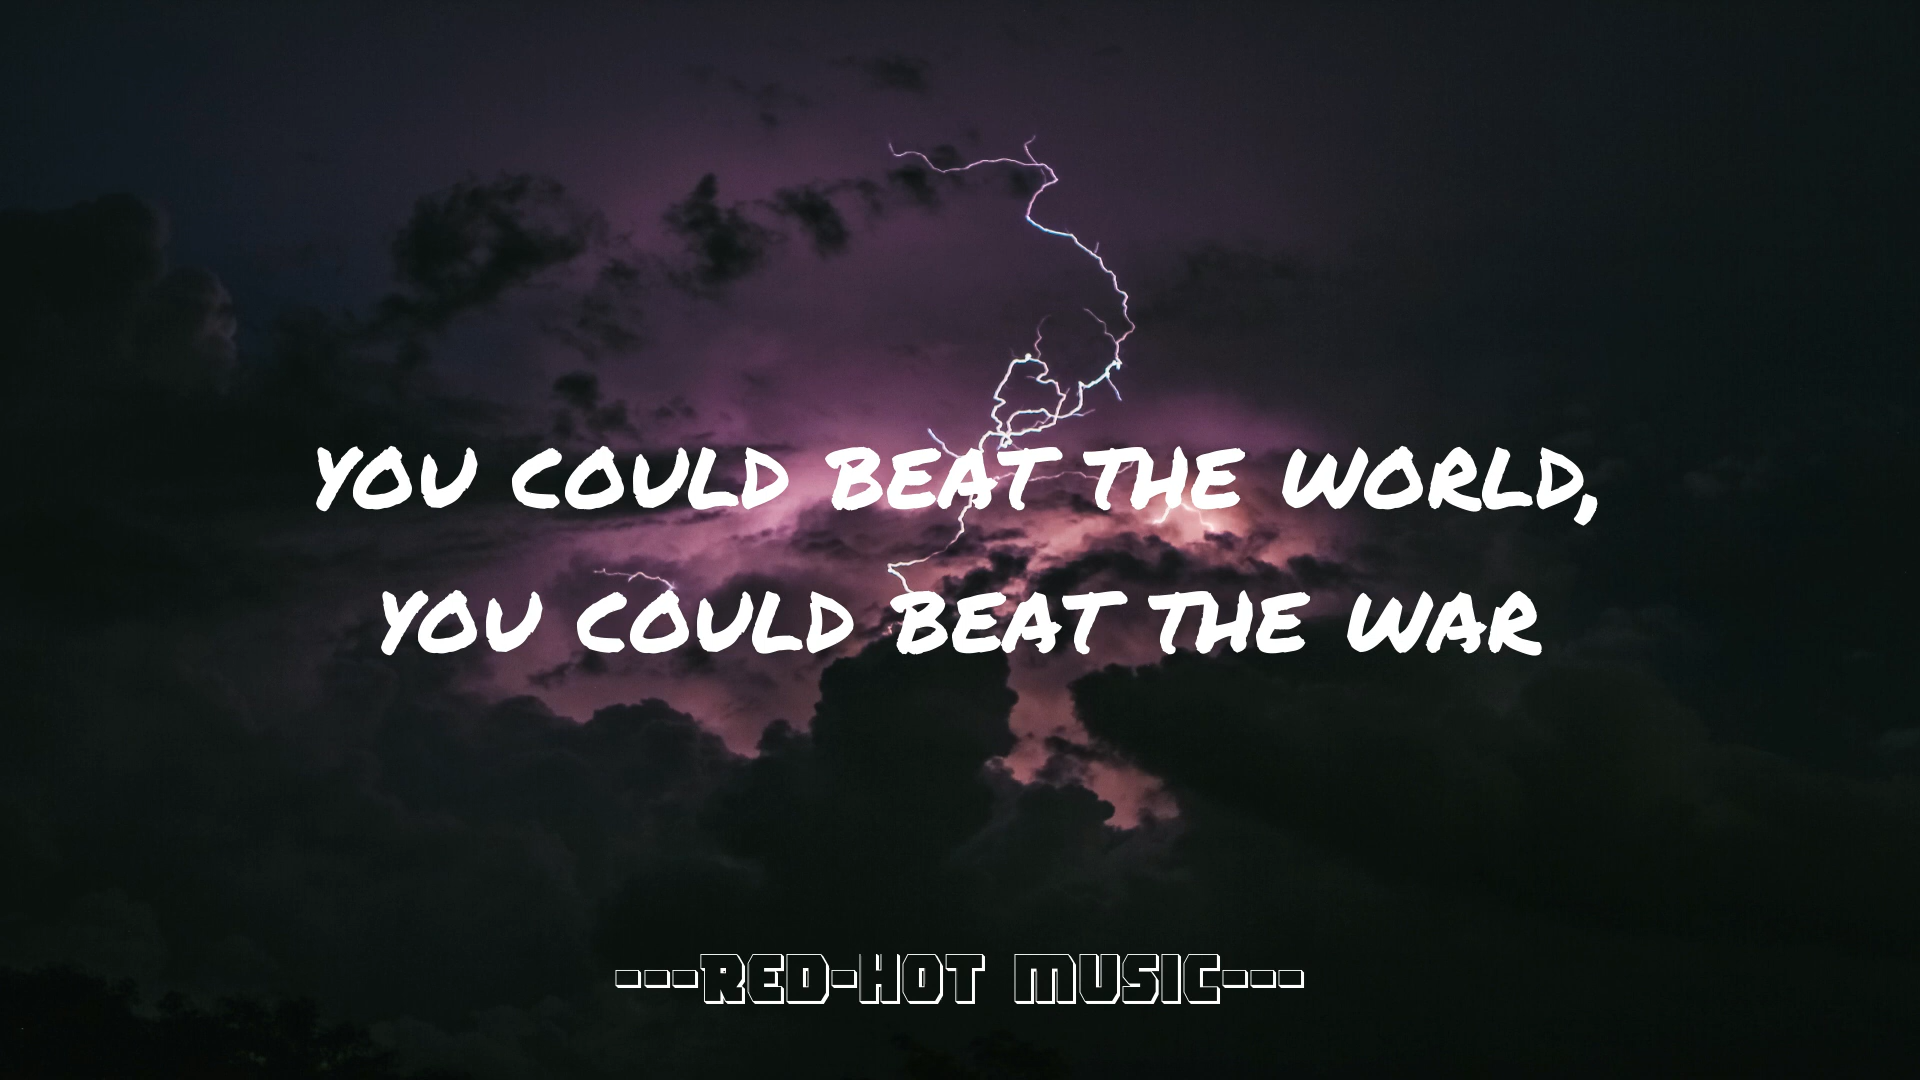 YOU COULD BEAT THE WORLD,
YOU COULD BEAT THE WAR
---RED-HOT MUSIC---